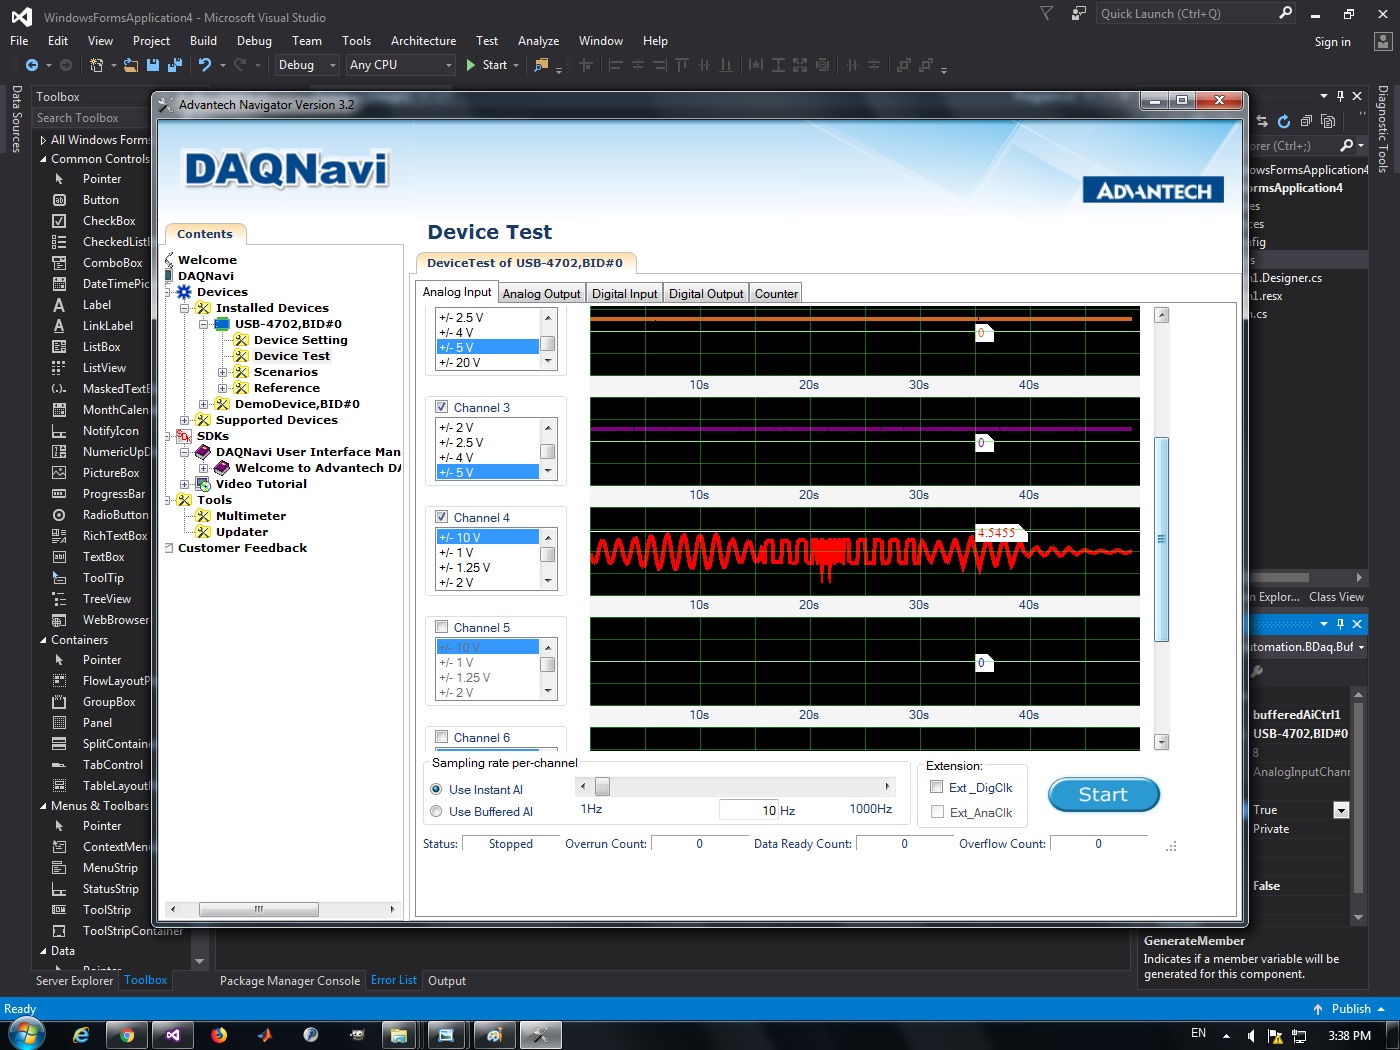 WindowsFormsApplication4 - Microsoft Visual Studio
Quick Launch (Ctrl+Q)
File Edit View Project Build Debug Team Tools Architecture Test Analyze Window Help
Sign in
Debug Any CPU Start
Data Sources
Toolbox
Search Toolbox
All Windows Forms
Common Controls
Pointer
Button
CheckBox
CheckedListB
ComboBox
DateTimePic
Label
LinkLabel
ListBox
ListView
MaskedTextB
MonthCalen
NotifyIcon
NumericUpD
PictureBox
ProgressBar
RadioButton
RichTextBox
TextBox
ToolTip
TreeView
WebBrowser
Containers
Pointer
FlowLayoutP
GroupBox
Panel
SplitContain
TabControl
TableLayout
Menus & Toolbars
Pointer
ContextMenu
MenuStrip
StatusStrip
ToolStrip
ToolStripContainer
Data
Pointer
Server Explorer Toolbox
Advantech Navigator Version 3.2
DAQNavi
ADVANTECH
Contents
Welcome
DAQNavi
Devices
Installed Devices
USB-4702,BID#0
Device Setting
Device Test
Scenarios
Reference
DemoDevice,BID#0
Supported Devices
SDKs
DAQNavi User Interface Man
Welcome to Advantech DA
Video Tutorial
Tools
Multimeter
Updater
Customer Feedback
Device Test
DeviceTest of USB-4702,BID#0
Analog Input Analog Output Digital Input Digital Output Counter
+/- 2.5 V
+/- 4 V
+/- 5 V
+/- 20 V
0
10s 20s 30s 40s
Channel 3
+/- 2 V
+/- 2.5 V
+/- 4 V
+/- 5 V
0
10s 20s 30s 40s
Channel 4
+/- 10 V
+/- 1 V
+/- 1.25 V
+/- 2 V
4.5455
10s 20s 30s 40s
Channel 5
+/- 10 V
+/- 1 V
+/- 1.25 V
+/- 2 V
0
10s 20s 30s 40s
Channel 6
Sampling rate per-channel
Use Instant AI
Use Buffered AI
1Hz 10 Hz 1000Hz
Extension:
Ext _DigClk
Ext_AnaClk
Start
Status: Stopped Overrun Count: 0 Data Ready Count: 0 Overflow Count: 0
Diagnostic Tools
orer (Ctrl+;)
owsFormsApplication4
ormsApplication4
es
ces
fig
s
n1.Designer.cs
n1.resx
n.cs
n Explor... Class View
utomation.BDaq.Buf
bufferedAiCtrl1
USB-4702,BID#0
8
AnalogInputChann
True
Private
False
GenerateMember
Indicates if a member variable will be
generated for this component.
Package Manager Console Error List Output
Ready
Publish
EN
3:38 PM